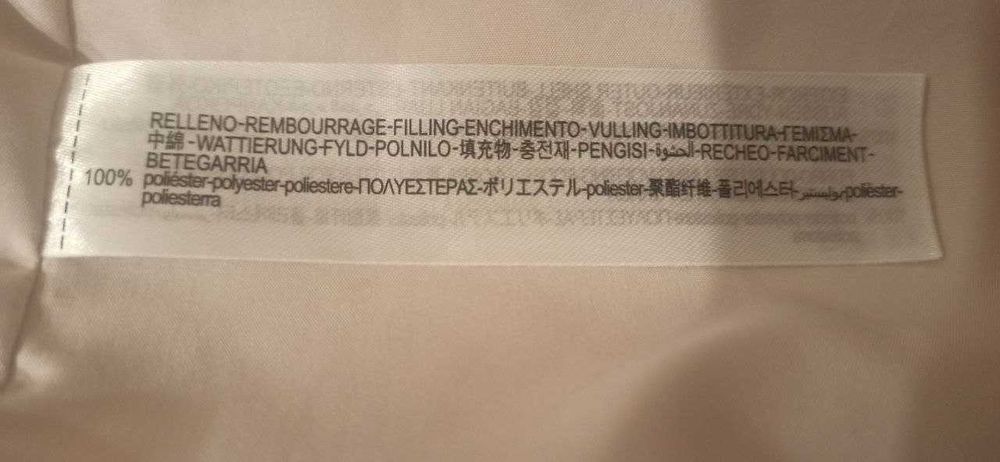 RELLENO-REMBOURRAGE-FILLING-ENCHIMENTO-VULLING-IMBOTTITURA-ΓΕΜΙΣΜΑ-
中綿-WATTIERUNG-FYLD-POLNILO-填充物-충전재-PENGISI-الحشوة-RECHEO-FARCIMENT-
BETEGARRIA
100% poliéster-polyester-poliestere-ΠΟΛΥΕΣΤΕΡΑΣ-ポリエステル-poliester-聚酯纤维-폴리에스터-بوليستير-polièster-
poliesterra